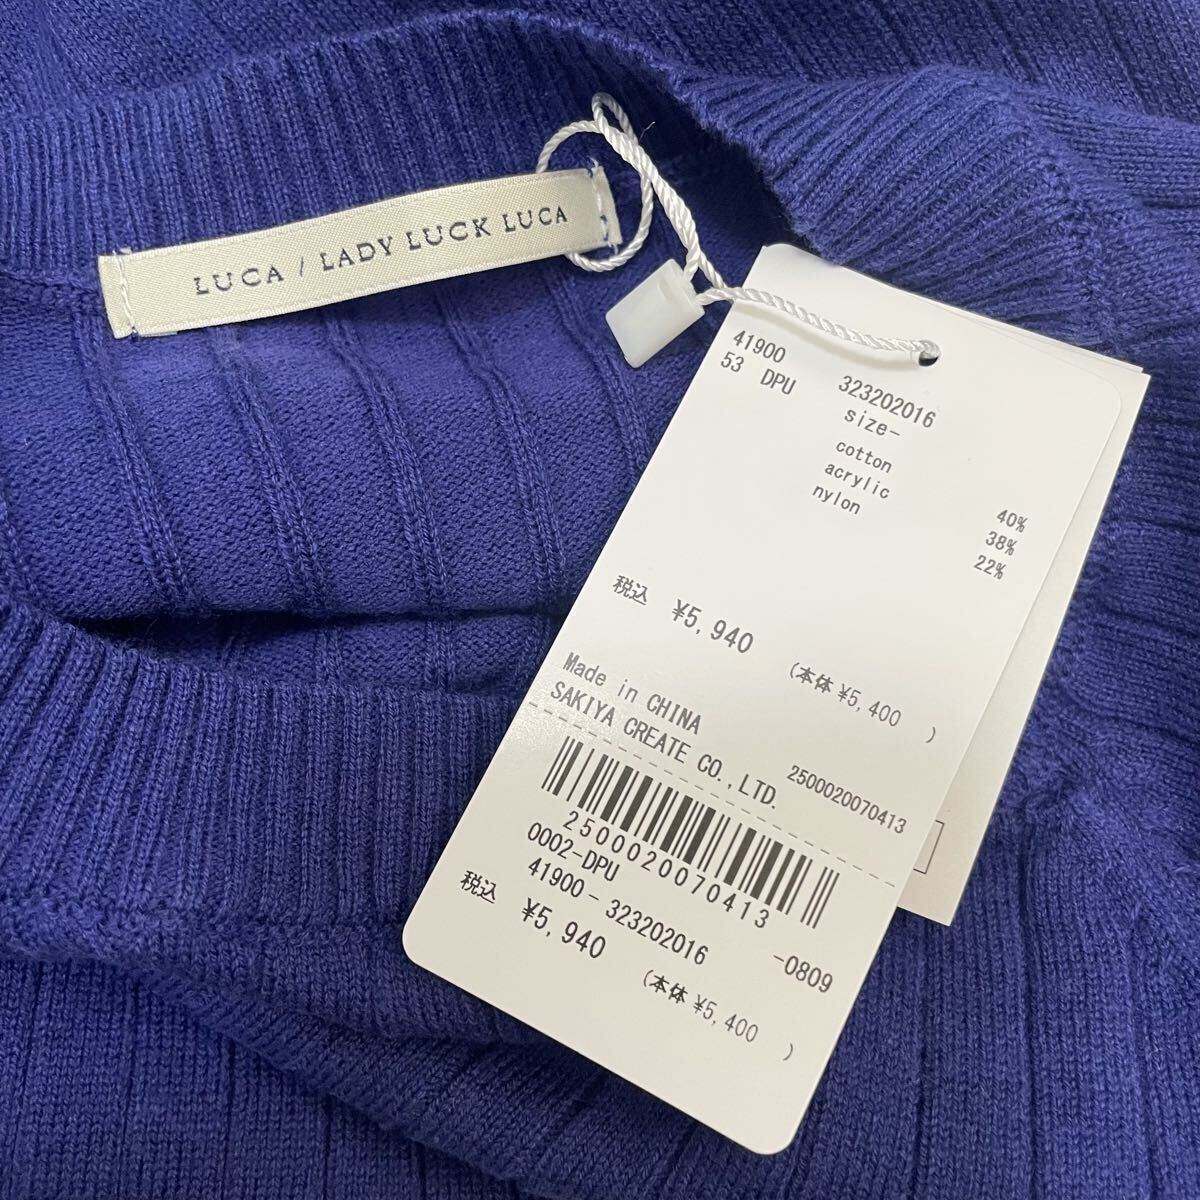 LUCA / LADY LUCK LUCA
41900 323202016
53 DPU size-
cotton 40%
acrylic 38%
nylon 22%
税込 ¥5,940
(本体 ¥5,400 )
Made in CHINA
SAKIYA CREATE CO.,LTD.
2500020070413
2500020070413
0002-DPU
41900-323202016 -0809
税込 ¥5,940
(本体 ¥5,400 )